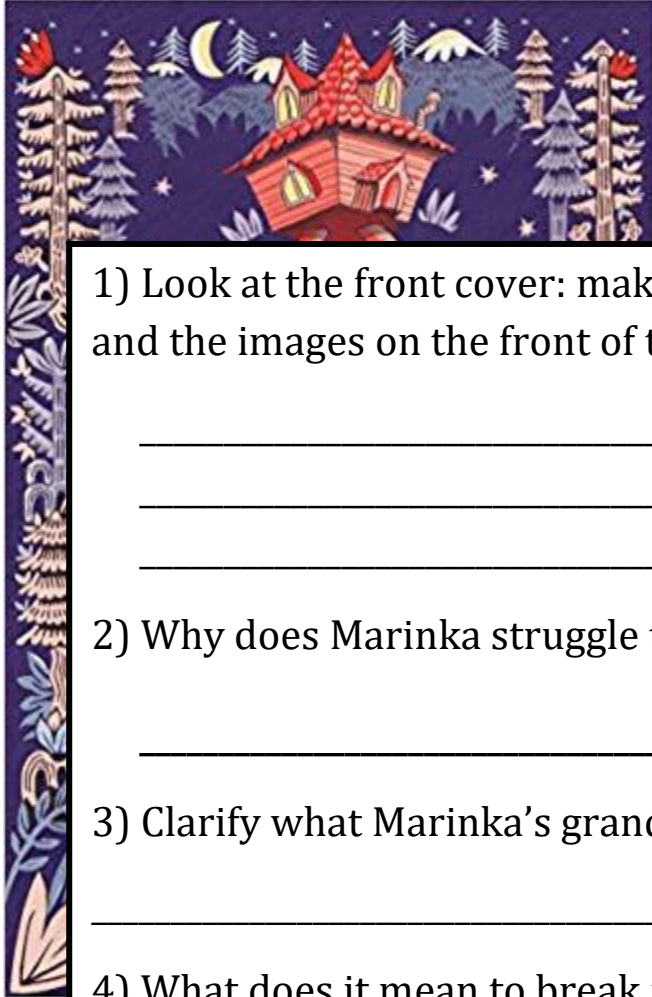 1) Look at the front cover: mak
and the images on the front of
2) Why does Marinka struggle
3) Clarify what Marinka’s gran
4) What does it mean to break